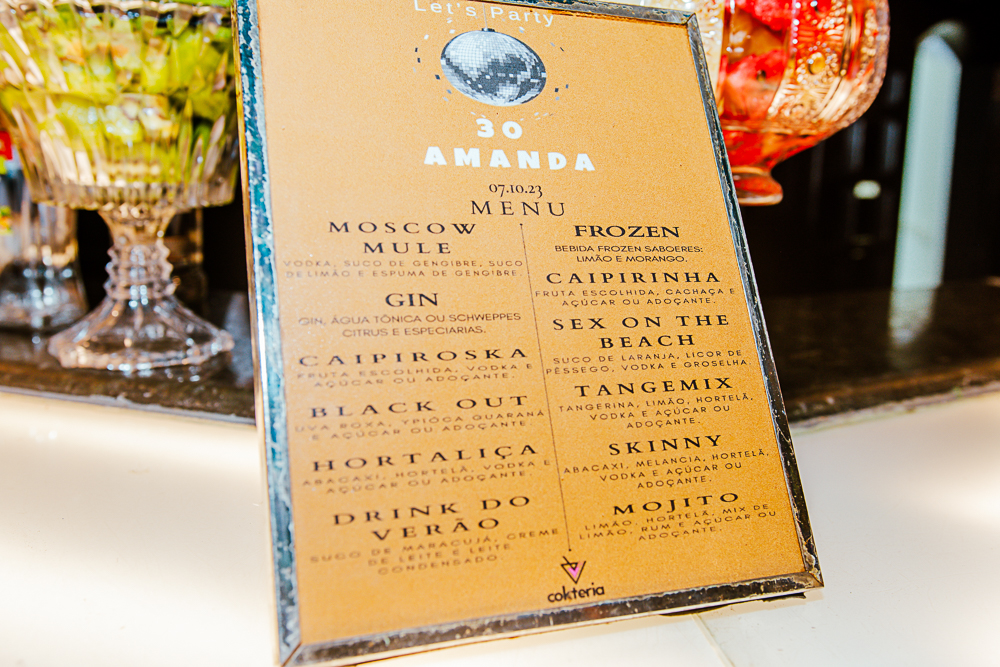 Let's Party
30
AMANDA
07.10.23
MENU
MOSCOW
MULE
VODKA, SUCO DE GENGIBRE, SUCO
DE LIMÃO E ESPUMA DE GENGIBRE.
GIN
GIN, ÁGUA TÔNICA OU SCHWEPPES
CITRUS E ESPECIARIAS.
CAIPIROSKA
FRUTA ESCOLHIDA, VODKA E
AÇÚCAR OU ADOÇANTE.
BLACK OUT
UVA ROXA, YPIÓCA GUARANÁ
E AÇÚCAR OU ADOÇANTE.
HORTALIÇA
ABACAXI, HORTELÃ, VODKA E
AÇÚCAR OU ADOÇANTE.
DRINK DO
VERÃO
SUCO DE MARACUJÁ, CREME
DE LEITE E LEITE
CONDENSADO.
FROZEN
BEBIDA FROZEN SABOERES:
LIMÃO E MORANGO.
CAIPIRINHA
FRUTA ESCOLHIDA, CACHAÇA E
AÇÚCAR OU ADOÇANTE.
SEX ON THE
BEACH
SUCO DE LARANJA, LICOR DE
PÊSSEGO, VODKA E GROSELHA.
TANGEMIX
TANGERINA, LIMÃO, HORTELÃ,
VODKA E AÇÚCAR OU
ADOÇANTE.
SKINNY
ABACAXI, MELANCIA, HORTELÃ,
VODKA E AÇÚCAR OU
ADOÇANTE.
MOJITO
LIMÃO, HORTELÃ, MIX DE
LIMÃO, RUM E AÇÚCAR OU
ADOÇANTE.
cokteria